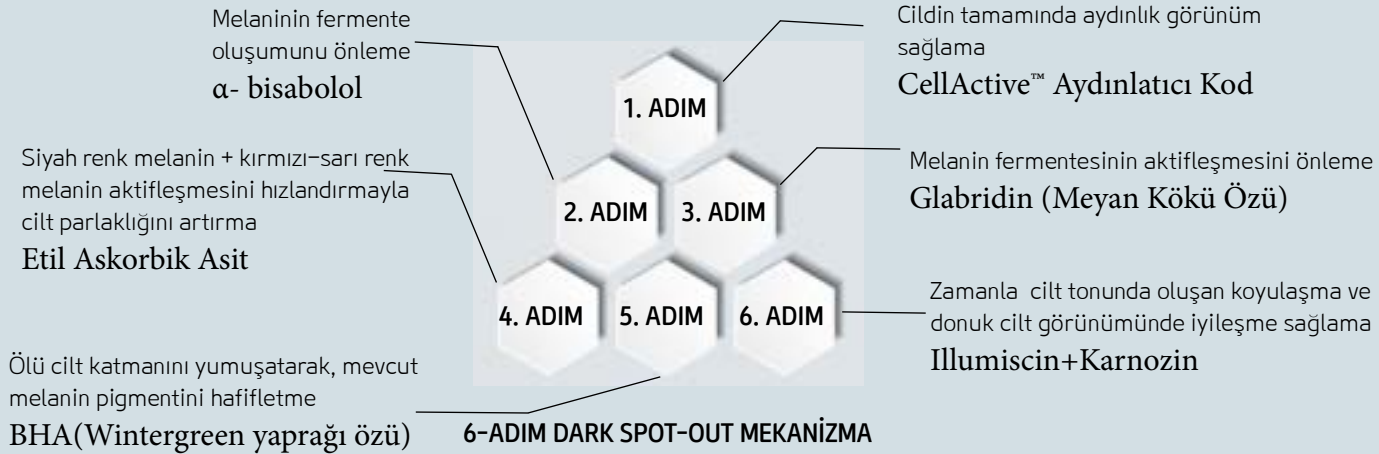 Melaninin fermente
oluşumunu önleme
α- bisabolol
Cildin tamamında aydınlık görünüm
sağlama
CellActive™ Aydınlatıcı Kod
1. ADIM
Siyah renk melanin + kırmızı-sarı renk
melanin aktifleşmesini hızlandırmayla
cilt parlaklığını artırma
Etil Askorbik Asit
2. ADIM
3. ADIM
Melanin fermentesinin aktifleşmesini önleme
Glabridin (Meyan Kökü Özü)
4. ADIM
5. ADIM
6. ADIM
Zamanla cilt tonunda oluşan koyulaşma ve
donuk cilt görünümünde iyileşme sağlama
Illumiscin+Karnozin
Ölü cilt katmanını yumuşatarak, mevcut
melanin pigmentini hafifletme
BHA(Wintergreen yaprağı özü)
6-ADIM DARK SPOT-OUT MEKANİZMA